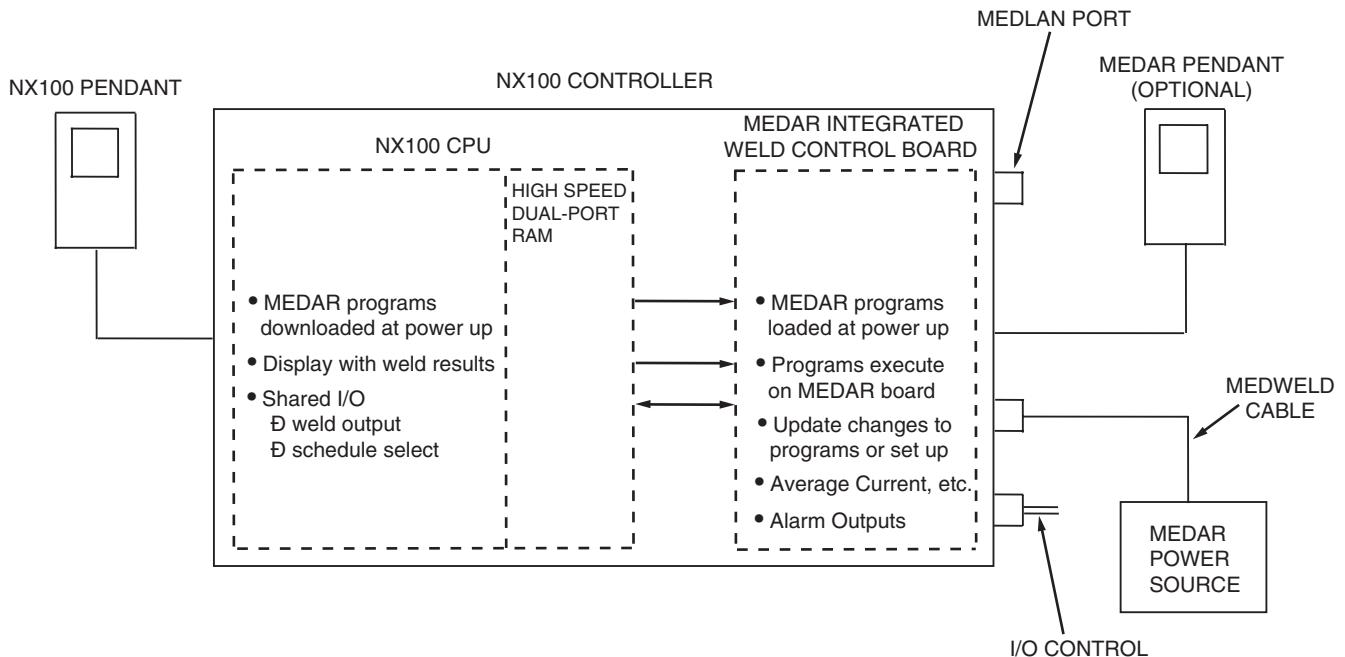 MEDLAN PORT
NX100 PENDANT
NX100 CONTROLLER
MEDAR PENDANT
(OPTIONAL)
NX100 CPU
HIGH SPEED
DUAL-PORT
RAM
• MEDAR programs
downloaded at power up
• Display with weld results
• Shared I/O
Đ weld output
Đ schedule select
MEDAR INTEGRATED
WELD CONTROL BOARD
• MEDAR programs
loaded at power up
• Programs execute
on MEDAR board
• Update changes to
programs or set up
• Average Current, etc.
• Alarm Outputs
MEDWELD
CABLE
MEDAR
POWER
SOURCE
I/O CONTROL